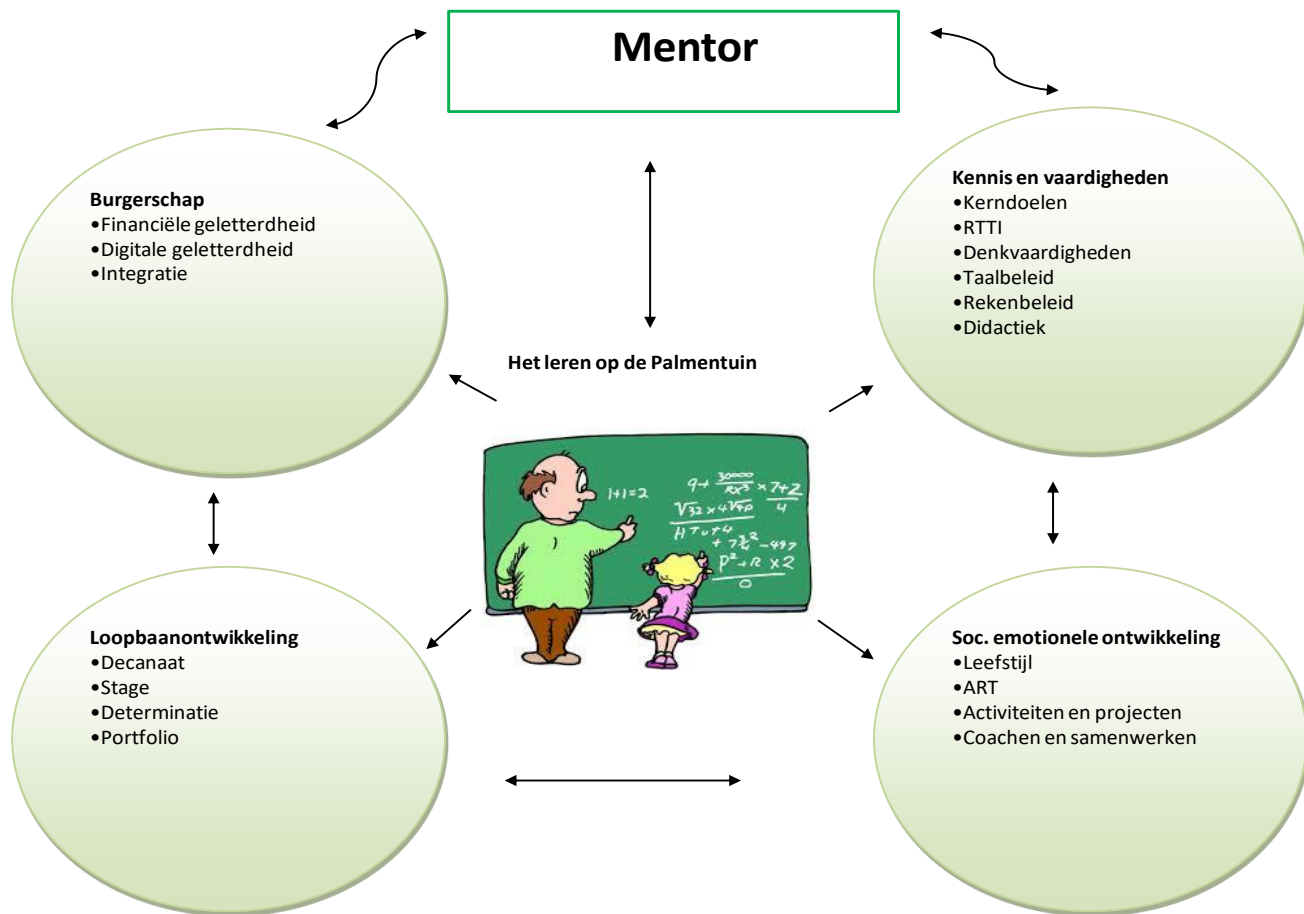 Mentor
Burgerschap
•Financiële geletterdheid
•Digitale geletterdheid
•Integratie
Kennis en vaardigheden
•Kerndoelen
•RTTI
•Denkvaardigheden
•Taalbeleid
•Rekenbeleid
•Didactiek
Het leren op de Palmentuin
1+1=2
Loopbaanontwikkeling
•Decanaat
•Stage
•Determinatie
•Portfolio
Soc. emotionele ontwikkeling
•Leefstijl
•ART
•Activiteiten en projecten
•Coachen en samenwerken